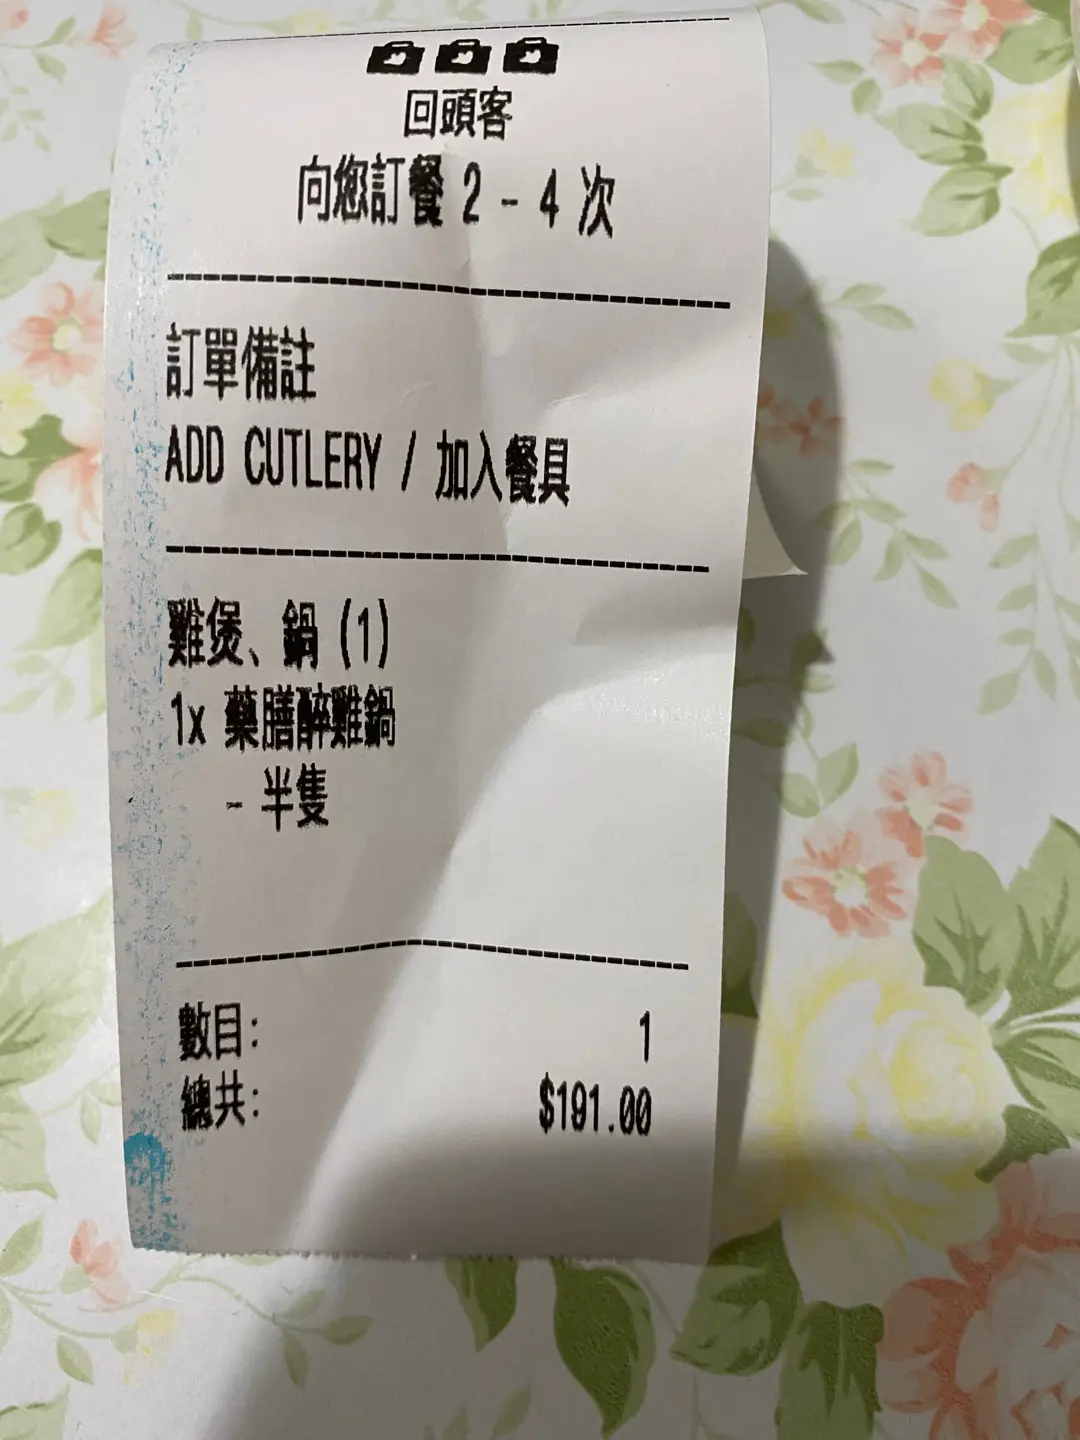 回頭客
向您訂餐 2 - 4 次
訂單備註
ADD CUTLERY / 加入餐具
雞煲、鍋 (1)
1x 藥膳醉雞鍋
- 半隻
數目: 1
總共: $191.00